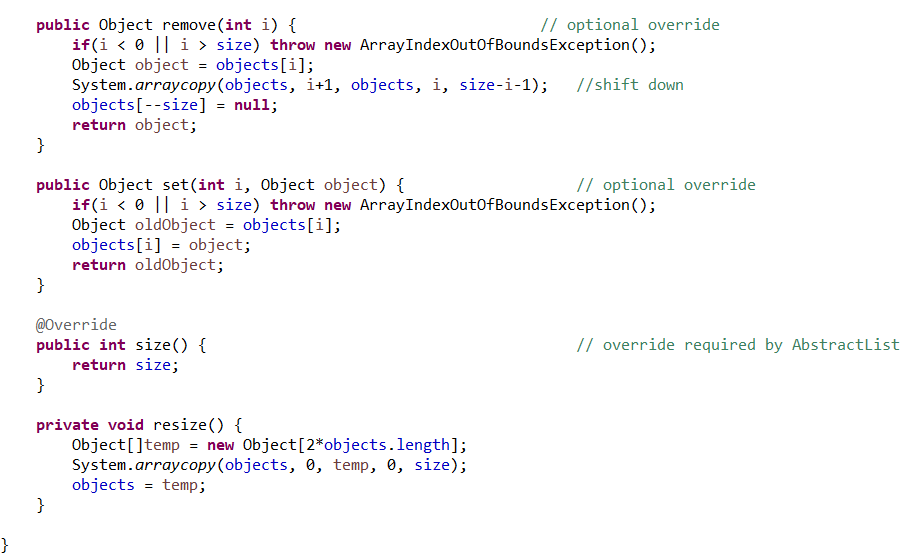 public Object remove(int i) {                           // optional override
    if(i < 0 || i > size) throw new ArrayIndexOutOfBoundsException();
    Object object = objects[i];
    System.arraycopy(objects, i+1, objects, i, size-i-1);   //shift down
    objects[--size] = null;
    return object;
}
public Object set(int i, Object object) {                   // optional override
    if(i < 0 || i > size) throw new ArrayIndexOutOfBoundsException();
    Object oldObject = objects[i];
    objects[i] = object;
    return oldObject;
}
@Override
public int size() {                                         // override required by AbstractList
    return size;
}
private void resize() {
    Object[]temp = new Object[2*objects.length];
    System.arraycopy(objects, 0, temp, 0, size);
    objects = temp;
}
}